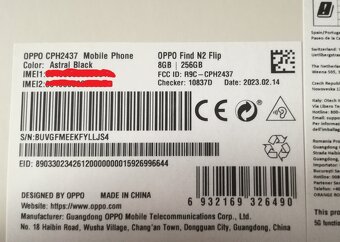 OPPO CPH2437 Mobile Phone
Color: Astral Black
IMEI1:
IMEI2:
OPPO Find N2 Flip
8GB | 256GB
FCC ID: R9C-CPH2437
Checker: 10837D 2023.02.14
S/N:BUVGFMEEKFYLLJS4
EID: 89033023426120000000015926996644
DESIGNED BY OPPO MADE IN CHINA
Website: https://www.oppo.com
Manufacturer: Guangdong OPPO Mobile Telecommunications Corp., Ltd.
No. 18 Haibin Road, Wusha Village, Chang'an Town, Dongguan City, Guangdong, China
6 932169 326490